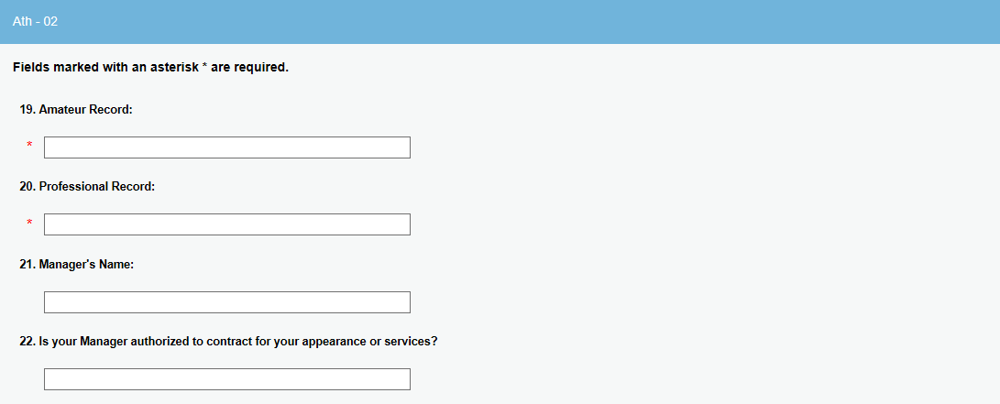 Ath - 02
Fields marked with an asterisk * are required.
19. Amateur Record:
*
20. Professional Record:
*
21. Manager's Name:
22. Is your Manager authorized to contract for your appearance or services?